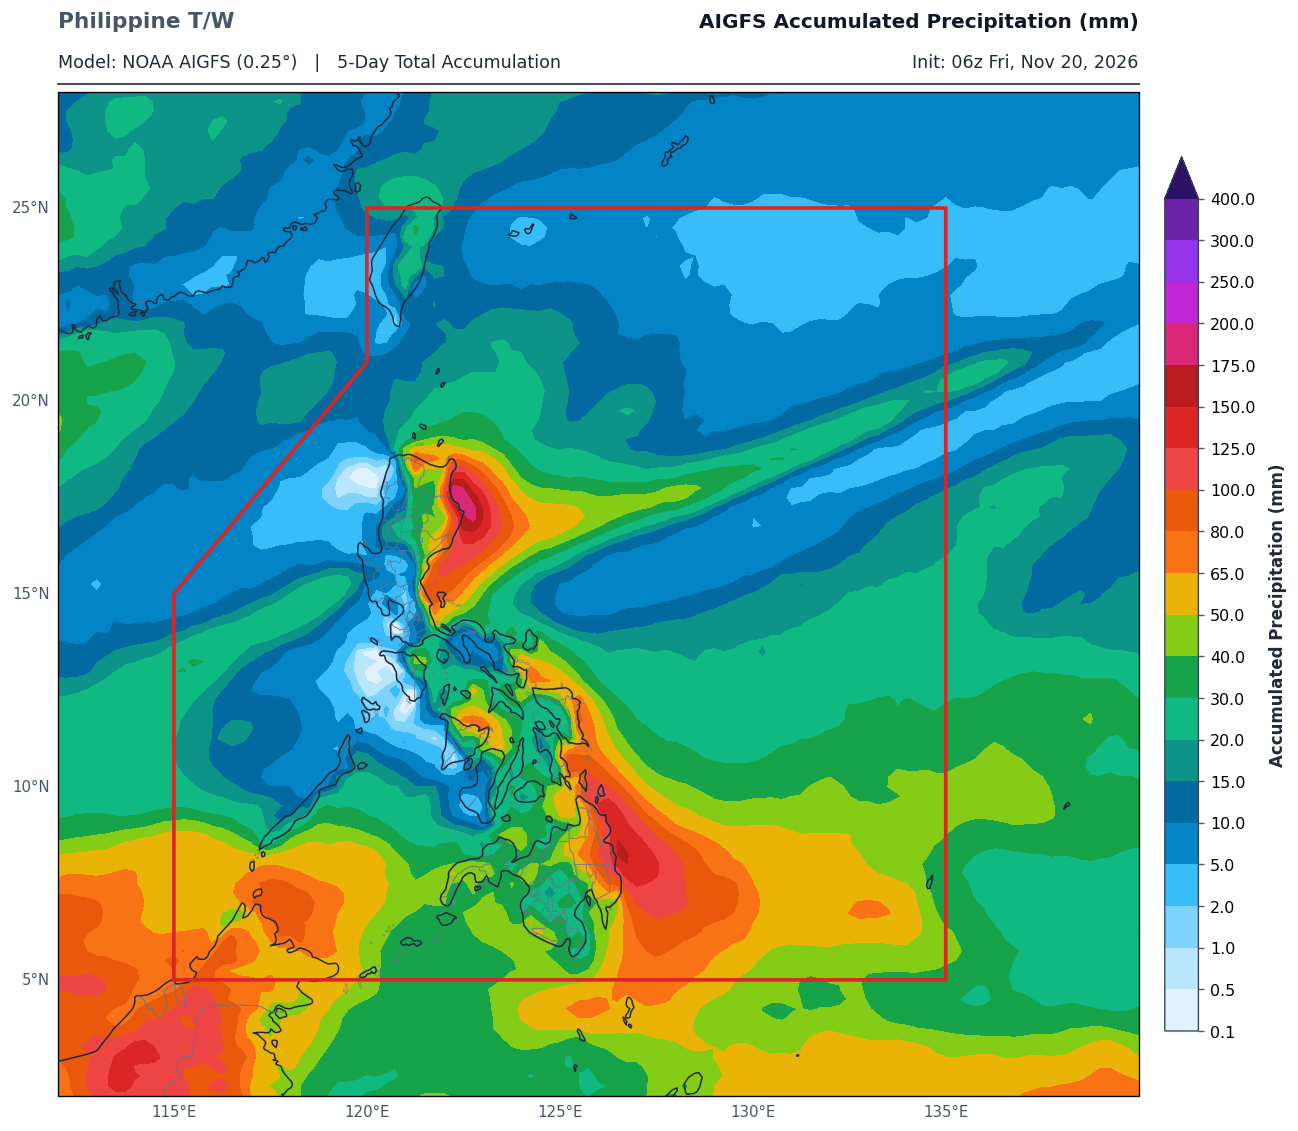 Philippine T/W
AIGFS Accumulated Precipitation (mm)
Model: NOAA AIGFS (0.25°)   |   5-Day Total Accumulation
Init: 06z Fri, Nov 20, 2026
25°N
20°N
15°N
10°N
5°N
115°E
120°E
125°E
130°E
135°E
400.0
300.0
250.0
200.0
175.0
150.0
125.0
100.0
80.0
65.0
50.0
40.0
30.0
20.0
15.0
10.0
5.0
2.0
1.0
0.5
0.1
Accumulated Precipitation (mm)